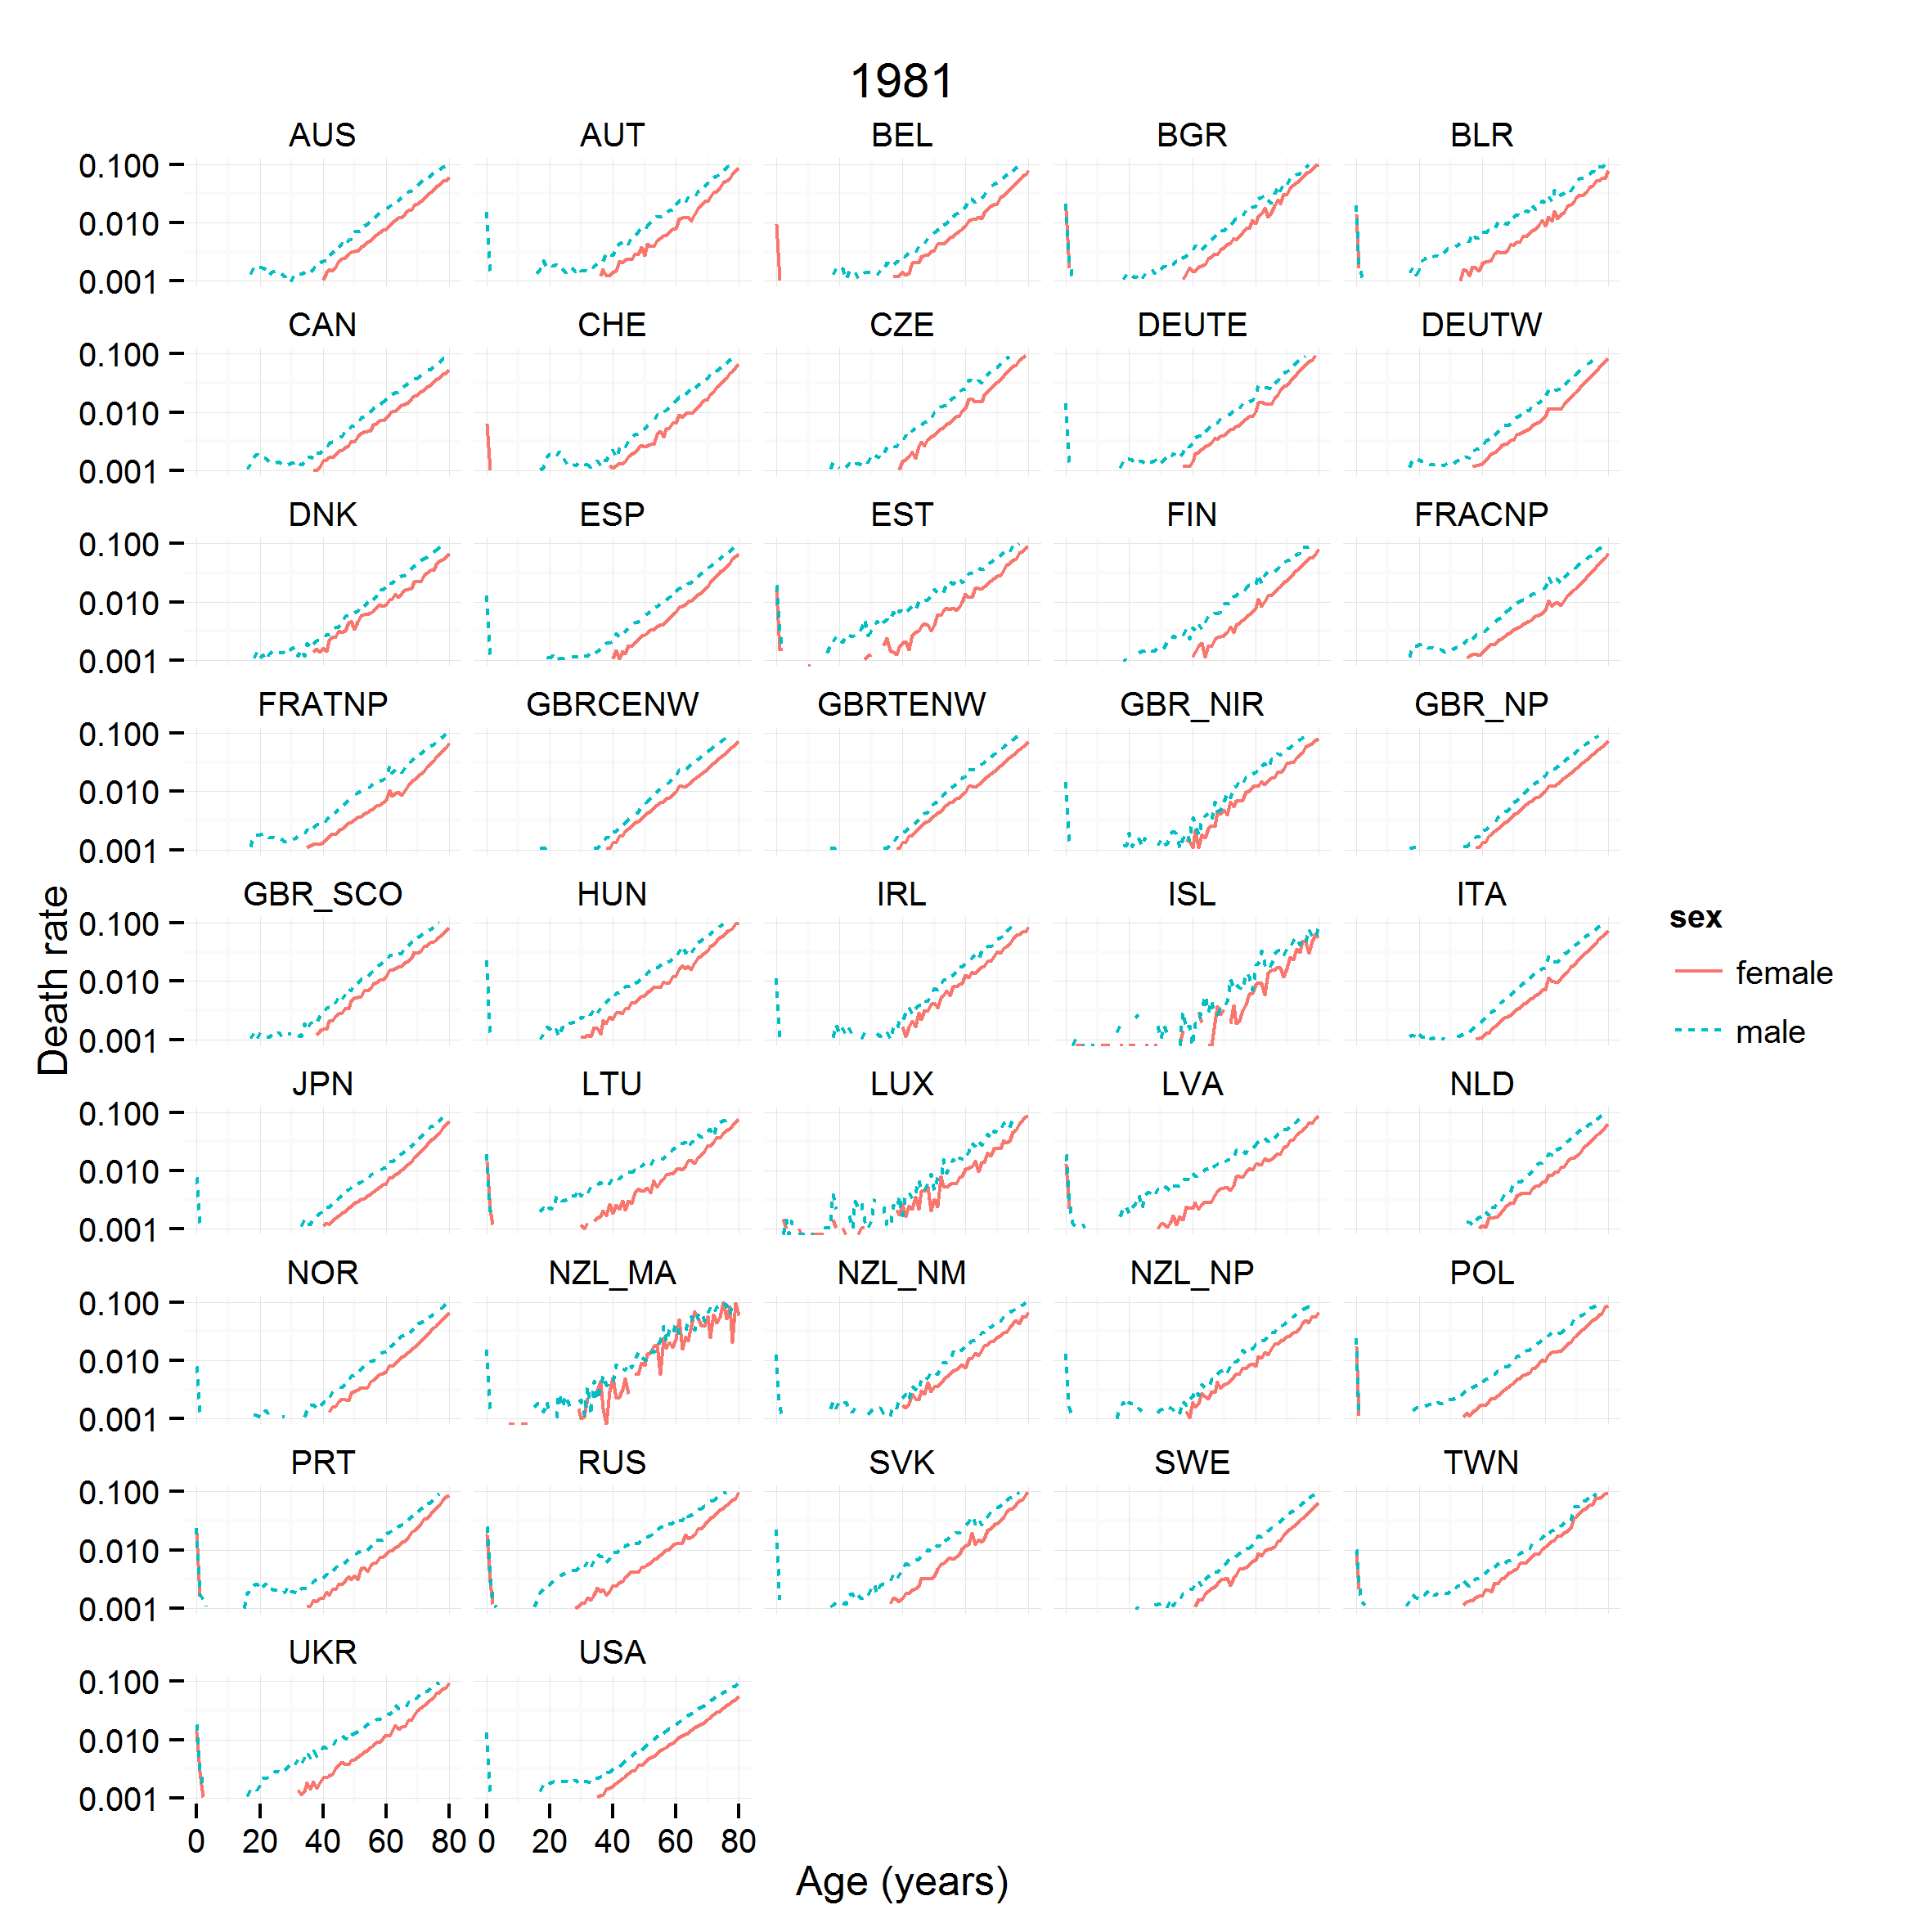 1981
AUS AUT BEL BGR BLR
0.100
0.010
0.001
CAN CHE CZE DEUTE DEUTW
0.100
0.010
0.001
DNK ESP EST FIN FRACNP
0.100
0.010
0.001
FRATNP GBRCENW GBRTENW GBR_NIR GBR_NP
0.100
0.010
0.001
GBR_SCO HUN IRL ISL ITA
0.100
0.010
0.001
JPN LTU LUX LVA NLD
0.100
0.010
0.001
NOR NZL_MA NZL_NM NZL_NP POL
0.100
0.010
0.001
PRT RUS SVK SWE TWN
0.100
0.010
0.001
UKR USA
0.100
0.010
0.001
0 20 40 60 80 0 20 40 60 80
Age (years)
Death rate
sex
female
male